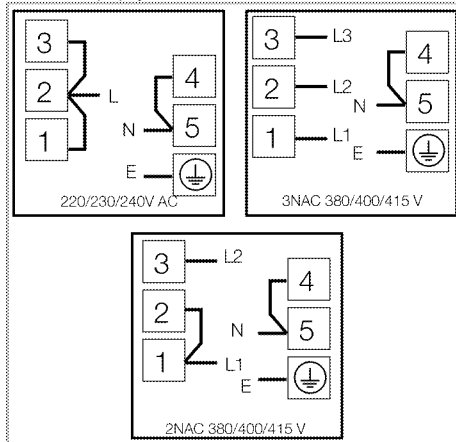 3
2 L 4
1 N 5
E
220/230/240V AC
3 L3
2 L2 4
N 5
1 L1
E
3NAC 380/400/415 V
3 L2
2 4
N 5
1 L1
E
2NAC 380/400/415 V